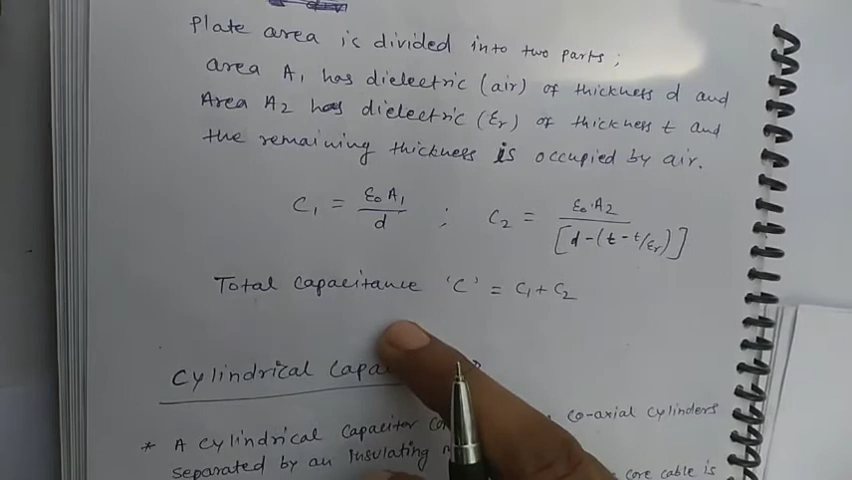 Plate area is divided into two parts;
area A₁ has dielectric (air) of thickness d and
Area A₂ has dielectric (εr) of thickness t and
the remaining thickness is occupied by air.
C₁ = ε₀ A₁ / d ; C₂ = ε₀·A₂ / [d-(t-t/εr)]
Total capacitance 'C' = C₁ + C₂
Cylindrical
* A cylindrical capacitor co-axial cylinders
separated by an insulating core cable is